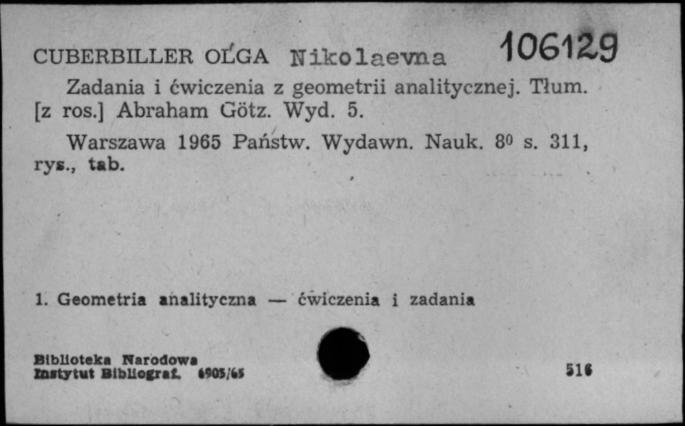 CUBERBILLER OLGA Nikolaevna 106129
Zadania i ćwiczenia z geometrii analitycznej. Tłum.
[z ros.] Abraham Götz. Wyd. 5.
Warszawa 1965 Państw. Wydawn. Nauk. 8⁰ s. 311,
rys., tab.
1. Geometria analityczna — ćwiczenia i zadania
Biblioteka Narodowa
Instytut Bibliograf. 6905/65
516